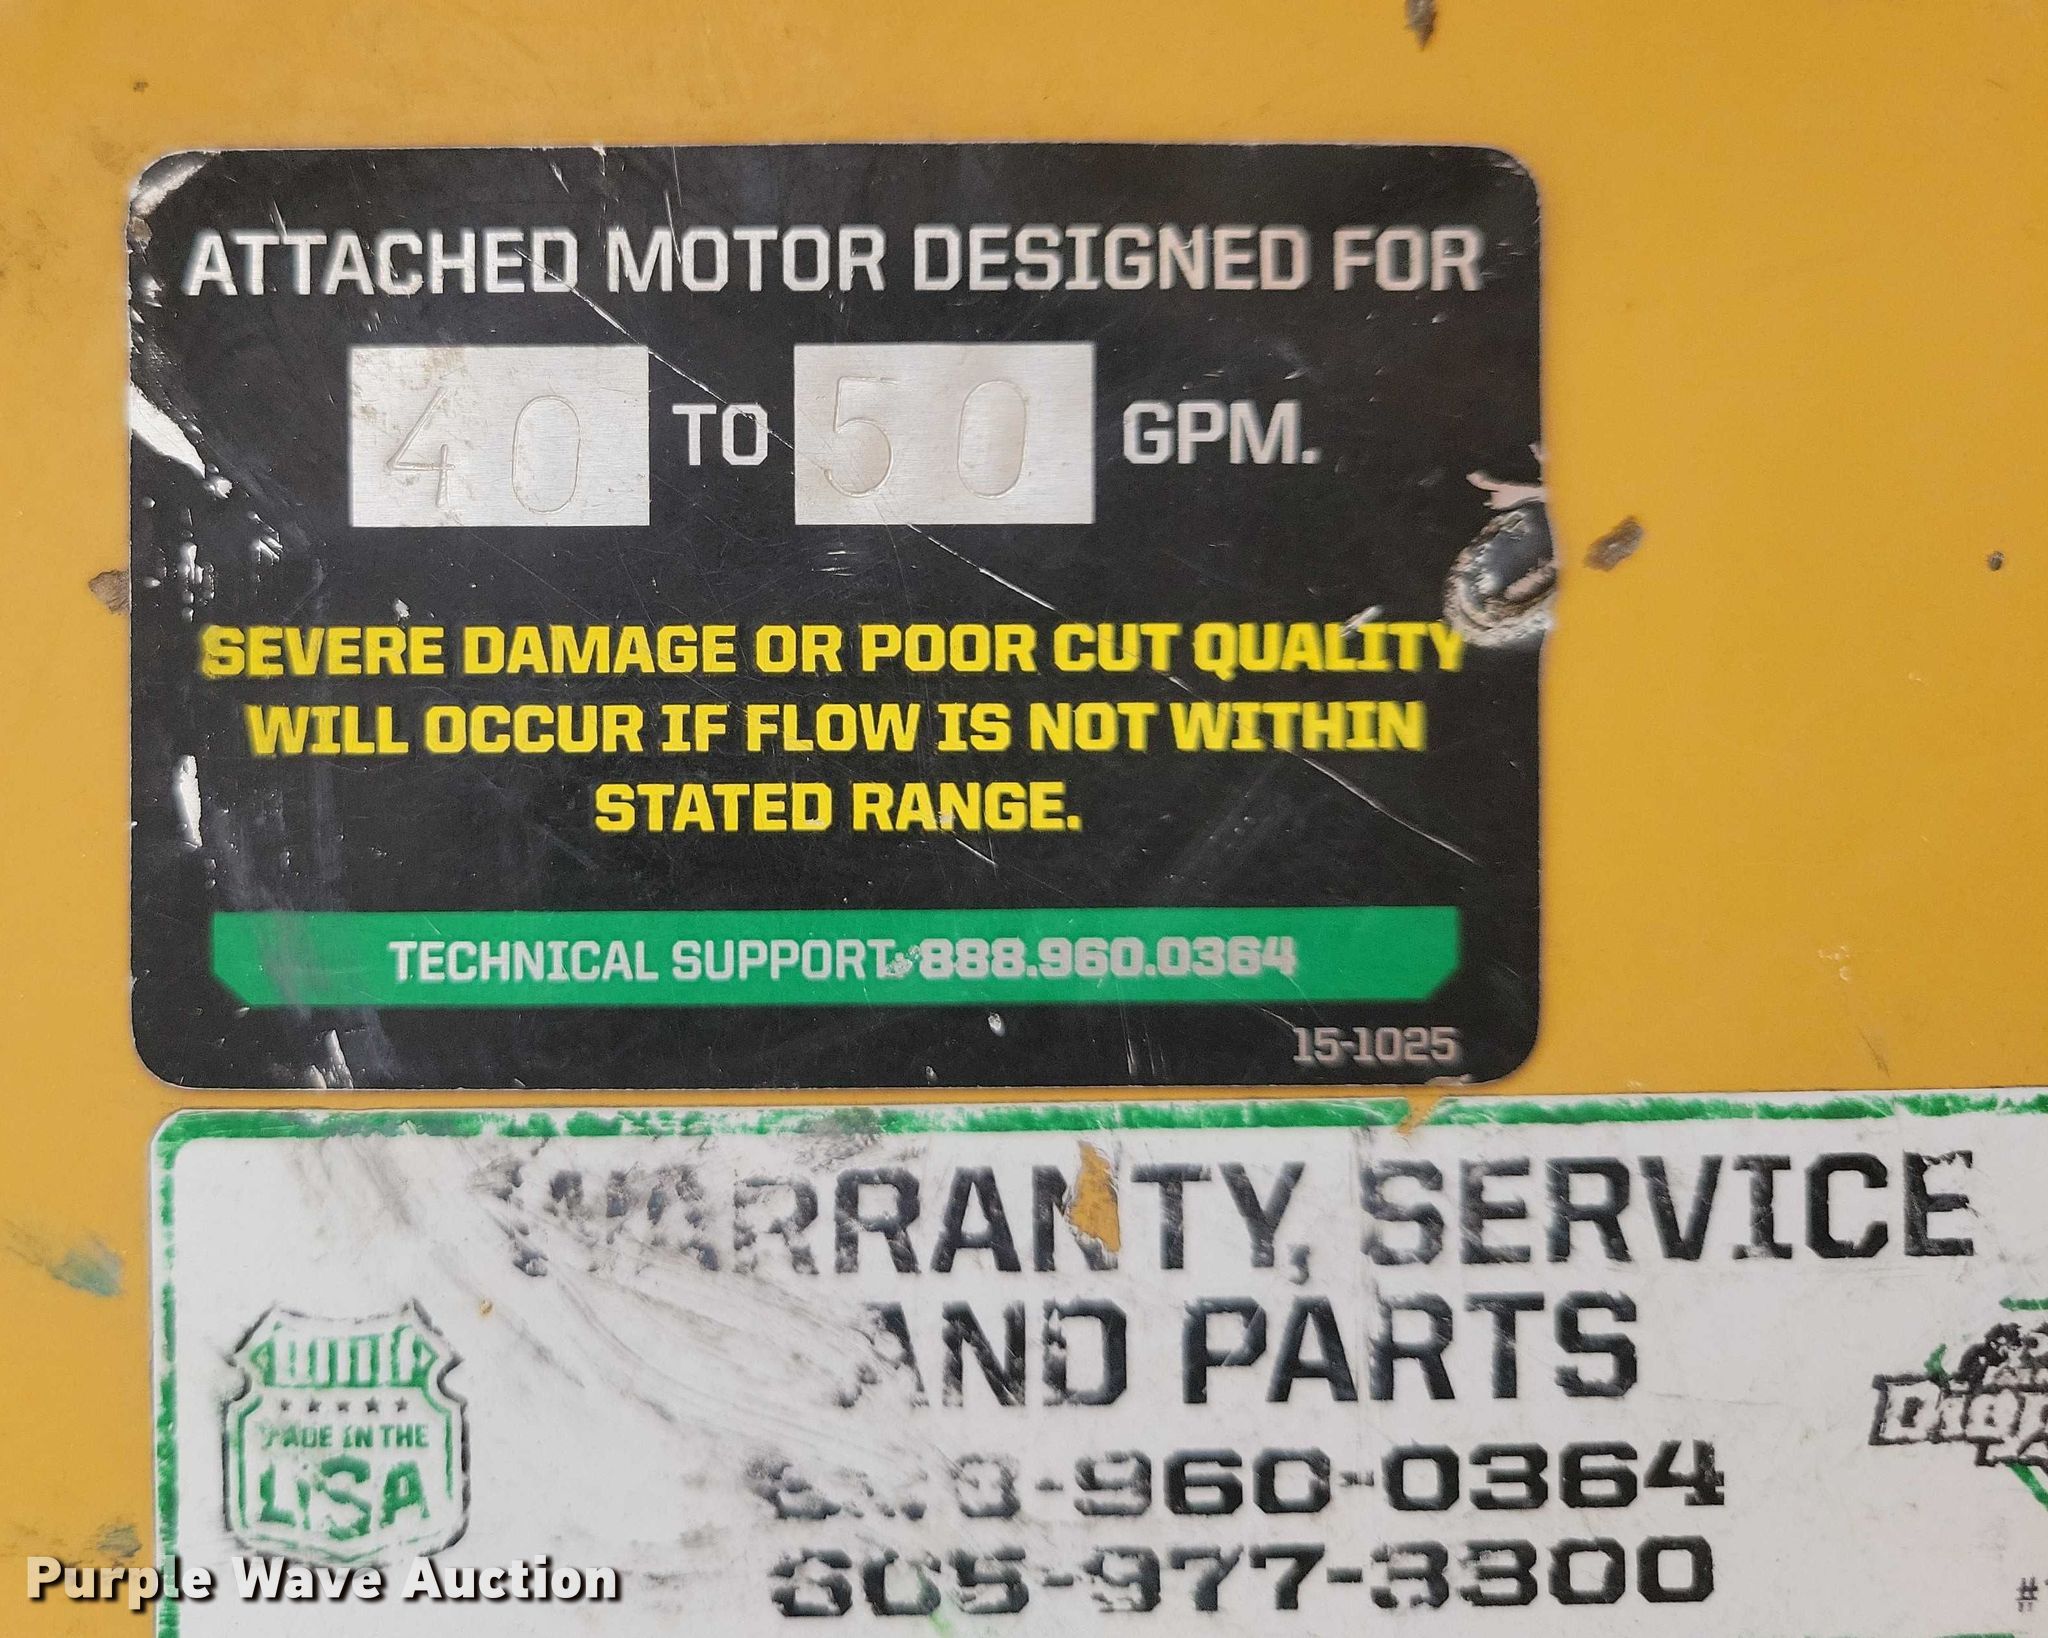 ATTACHED MOTOR DESIGNED FOR
40 TO 50 GPM.
SEVERE DAMAGE OR POOR CUT QUALITY
WILL OCCUR IF FLOW IS NOT WITHIN
STATED RANGE.
TECHNICAL SUPPORT: 888.960.0364
15-1025
WARRANTY, SERVICE
AND PARTS
888-960-0364
605-977-3300
MADE IN THE
USA
Purple Wave Auction